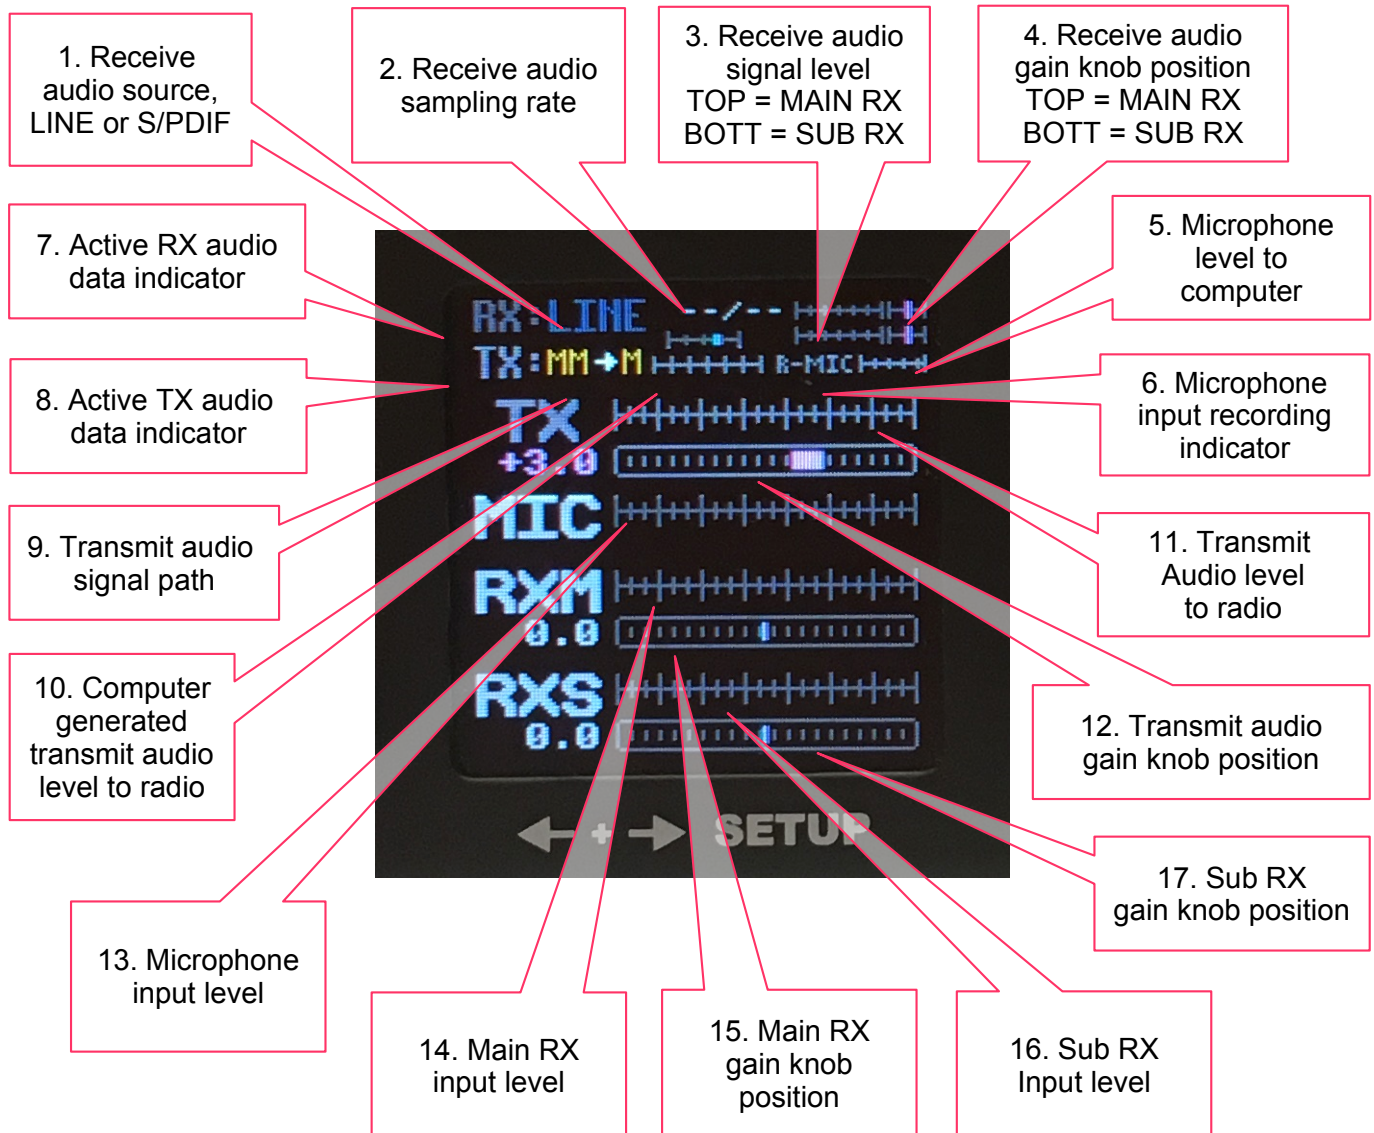 1. Receive
audio source,
LINE or S/PDIF
2. Receive audio
sampling rate
3. Receive audio
signal level
TOP = MAIN RX
BOTT = SUB RX
4. Receive audio
gain knob position
TOP = MAIN RX
BOTT = SUB RX
7. Active RX audio
data indicator
5. Microphone
level to
computer
8. Active TX audio
data indicator
6. Microphone
input recording
indicator
9. Transmit audio
signal path
11. Transmit
Audio level
to radio
10. Computer
generated
transmit audio
level to radio
12. Transmit audio
gain knob position
17. Sub RX
gain knob position
13. Microphone
input level
14. Main RX
input level
15. Main RX
gain knob
position
16. Sub RX
Input level
RX:LINE --/--
TX:MM→M R-MIC
TX
+3.0
MIC
RXM
0.0
RXS
0.0
←+→ SETUP